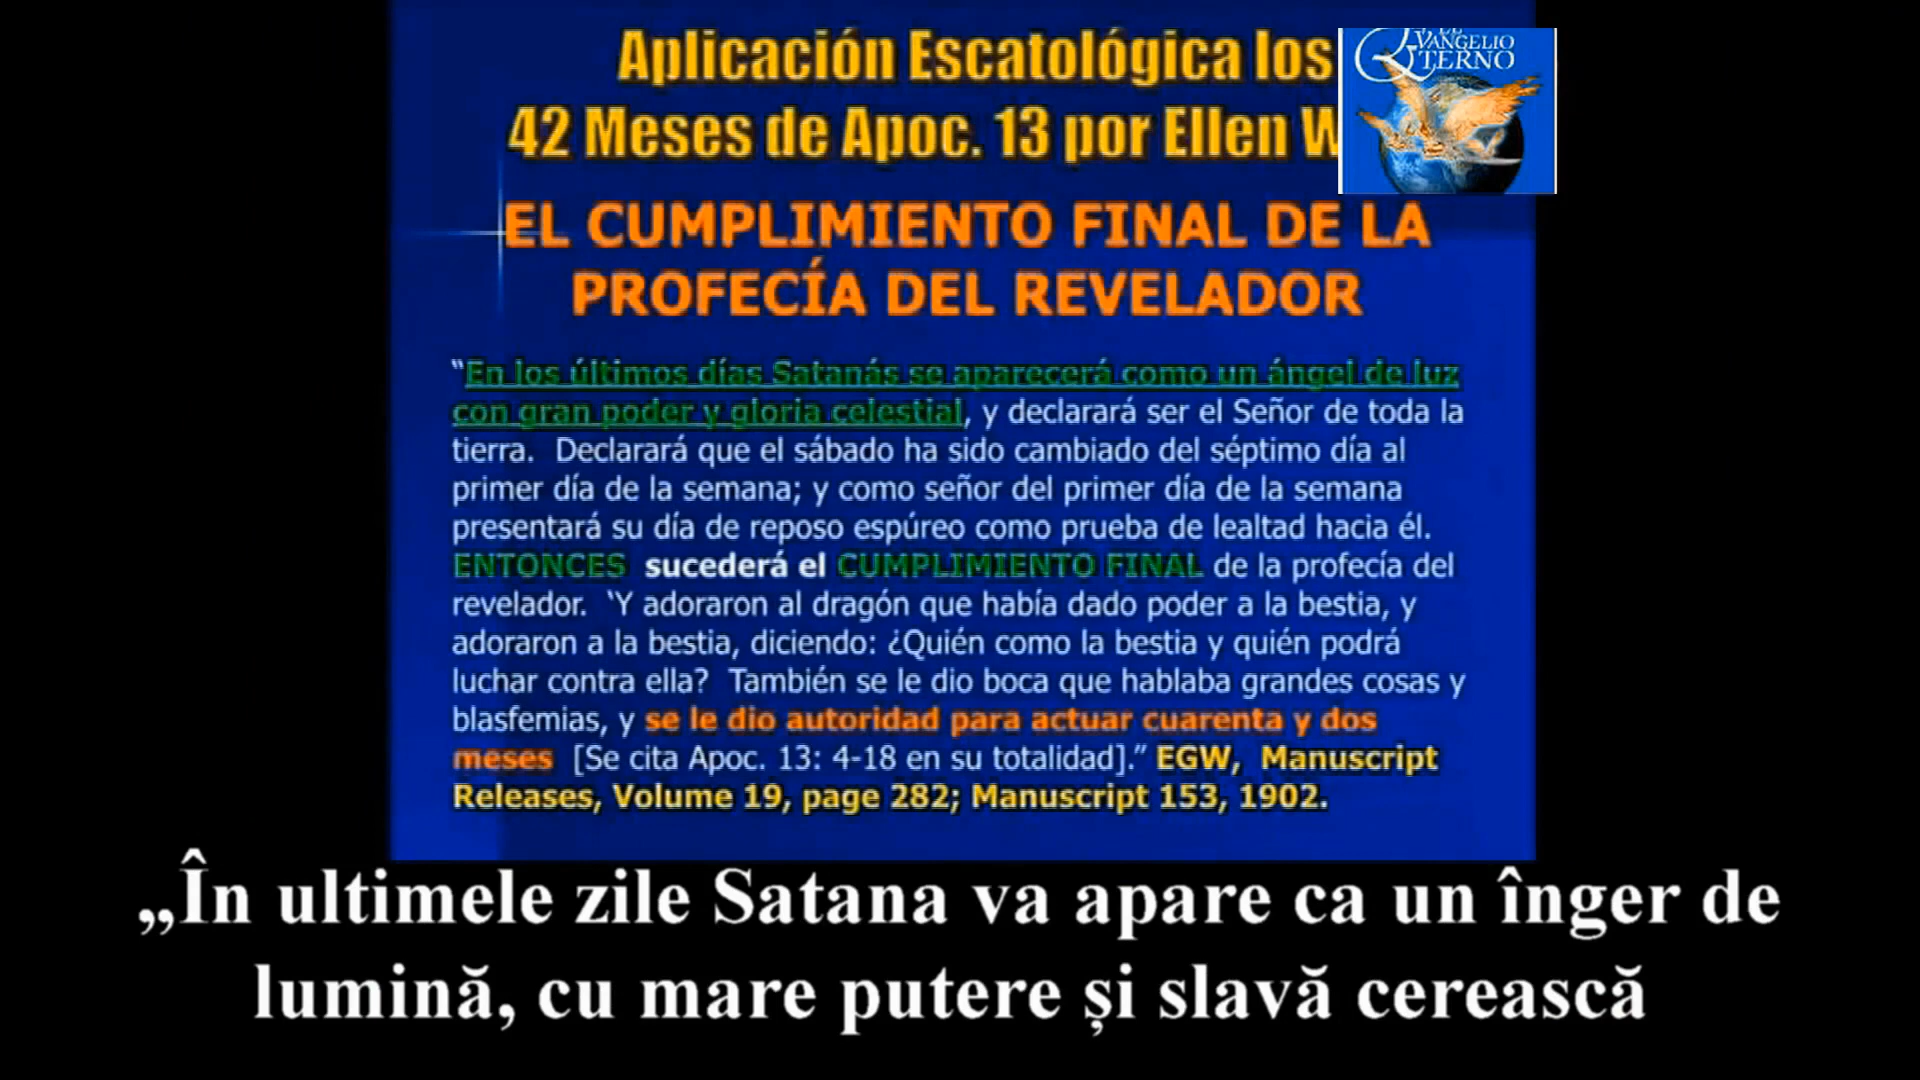 Aplicación Escatológica los
42 Meses de Apoc. 13 por Ellen
VANGELIO
TERNO
EL CUMPLIMIENTO FINAL DE LA
PROFECÍA DEL REVELADOR
“En los últimos días Satanás se aparecerá como un ángel de luz
con gran poder y gloria celestial, y declarará ser el Señor de toda la
tierra. Declarará que el sábado ha sido cambiado del séptimo día al
primer día de la semana; y como señor del primer día de la semana
presentará su día de reposo espúreo como prueba de lealtad hacia él.
ENTONCES sucederá el CUMPLIMIENTO FINAL de la profecía del
revelador. ‘Y adoraron al dragón que había dado poder a la bestia, y
adoraron a la bestia, diciendo: ¿Quién como la bestia y quién podrá
luchar contra ella? También se le dio boca que hablaba grandes cosas y
blasfemias, y se le dio autoridad para actuar cuarenta y dos
meses [Se cita Apoc. 13: 4-18 en su totalidad].” EGW, Manuscript
Releases, Volume 19, page 282; Manuscript 153, 1902.
„În ultimele zile Satana va apare ca un înger de
lumină, cu mare putere și slavă cerească